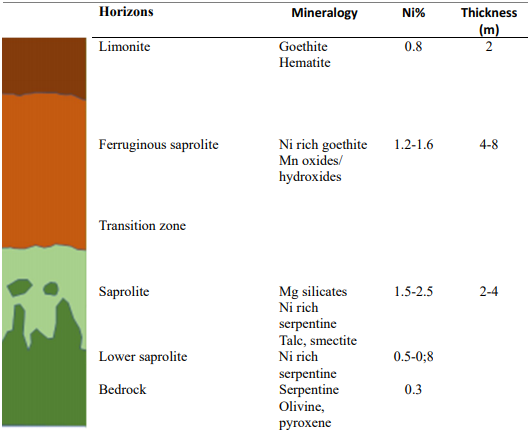 Horizons Mineralogy Ni% Thickness
(m)
Limonite Goethite 0.8 2
Hematite
Ferruginous saprolite Ni rich goethite 1.2-1.6 4-8
Mn oxides/
hydroxides
Transition zone
Saprolite Mg silicates 1.5-2.5 2-4
Ni rich
serpentine
Talc, smectite
Lower saprolite Ni rich 0.5-0;8
serpentine
Bedrock Serpentine 0.3
Olivine,
pyroxene